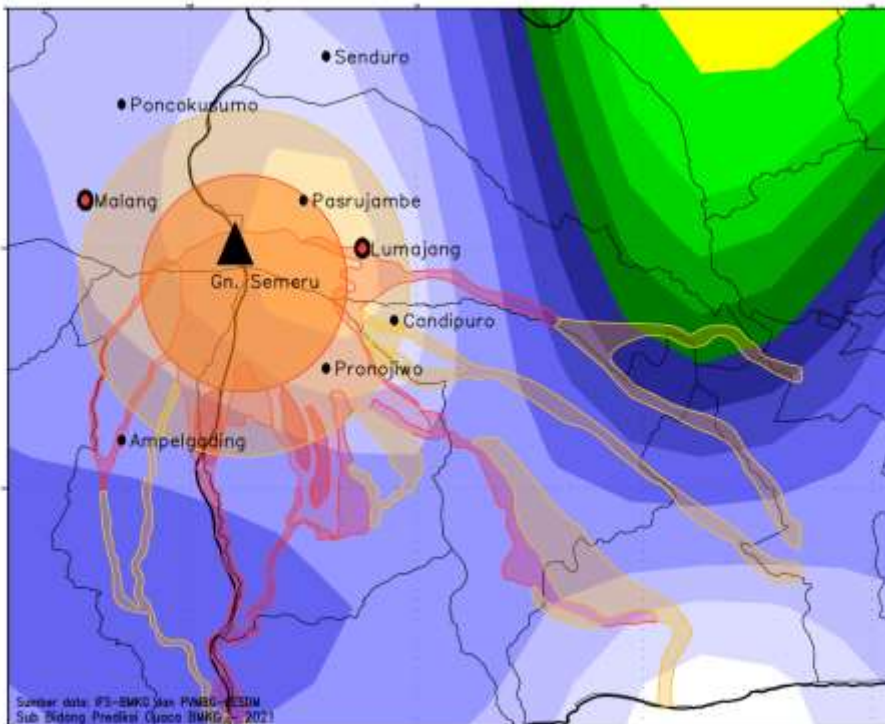 Senduro
Poncokusumo
Malang
Pasrujambe
Lumajang
Gn. Semeru
Candipuro
Pronojiwo
Ampelgading
Sumber data: IFS-BMKG dan PVMBG-ESDM
Sub Bidang Prediksi Cuaca BMKG - 2021